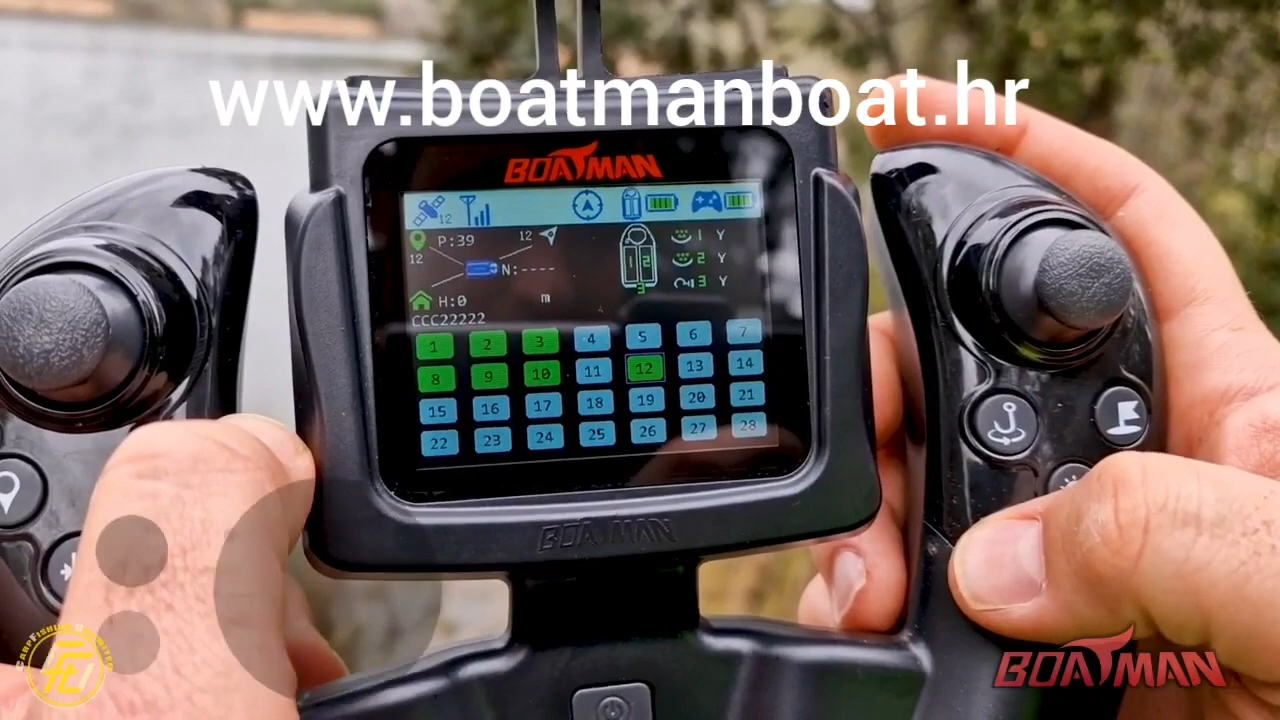 www.boatmanboat.hr
BOATMAN
12
P:39 12
12 N:----
H:0 m
CCC22222
1 2 3
1 Y
2 Y
3 Y
1 2 3 4 5 6 7
8 9 10 11 12 13 14
15 16 17 18 19 20 21
22 23 24 25 26 27 28
BOATMAN
CARPFISHING UNLIMITED
BOATMAN